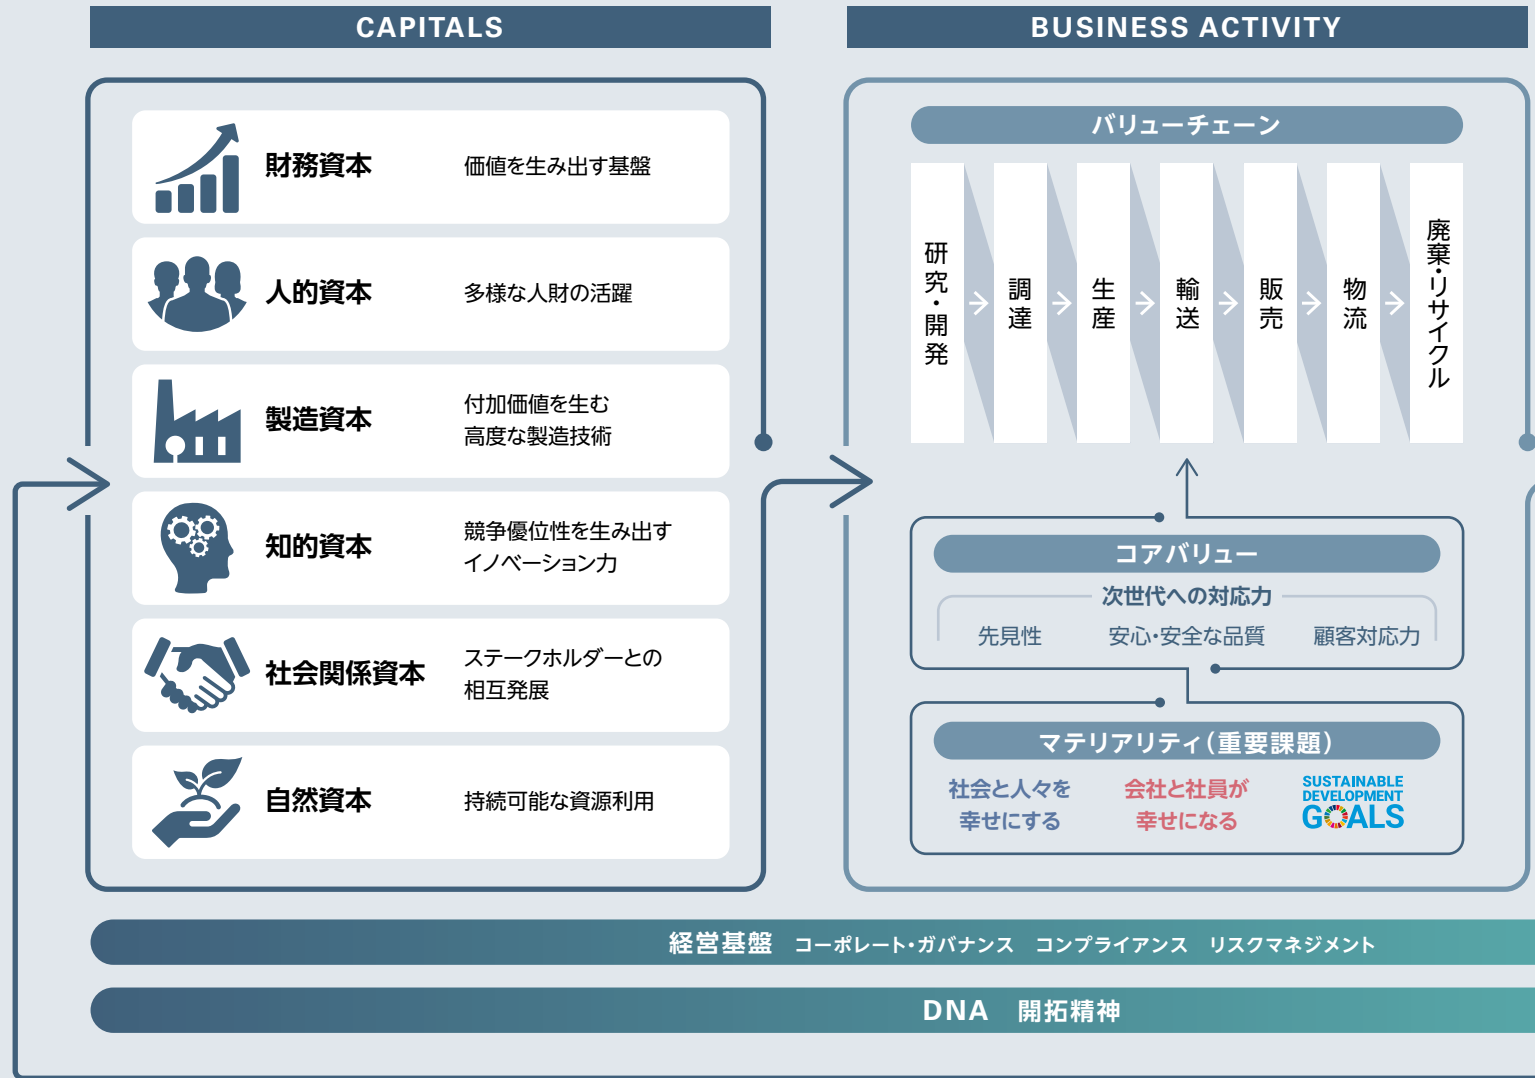 CAPITALS
財務資本 価値を生み出す基盤
人的資本 多様な人財の活躍
製造資本 付加価値を生む
高度な製造技術
知的資本 競争優位性を生み出す
イノベーション力
社会関係資本 ステークホルダーとの
相互発展
自然資本 持続可能な資源利用
BUSINESS ACTIVITY
バリューチェーン
研究・開発
調達
生産
輸送
販売
物流
廃棄・リサイクル
コアバリュー
次世代への対応力
先見性 安心・安全な品質 顧客対応力
マテリアリティ（重要課題）
社会と人々を
幸せにする
会社と社員が
幸せになる
SUSTAINABLE
DEVELOPMENT
GOALS
経営基盤 コーポレート・ガバナンス コンプライアンス リスクマネジメント
DNA 開拓精神